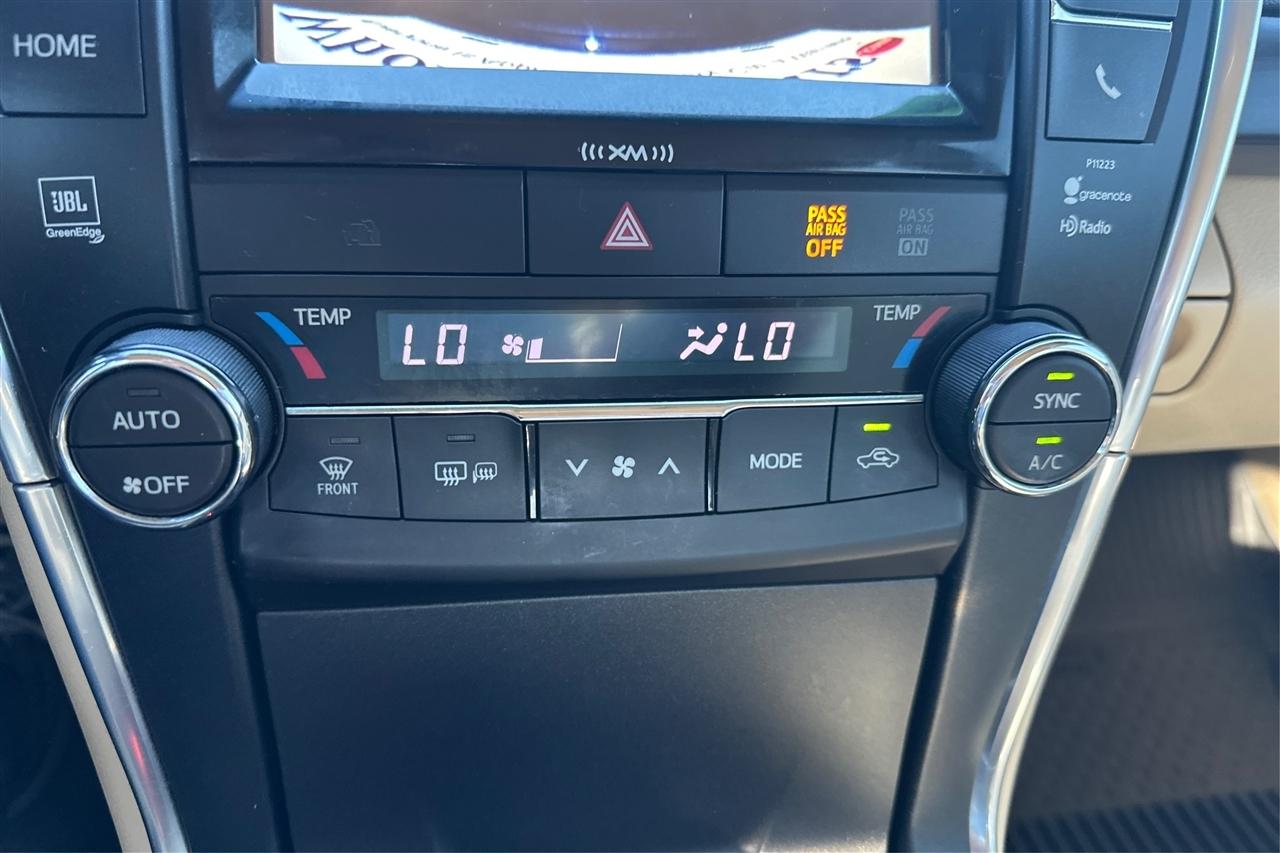 HOME
XM
P11223
JBL
GreenEdge
gracenote
HD Radio
PASS
AIR BAG
OFF
PASS
AIR BAG
ON
TEMP
TEMP
LO
LO
AUTO
OFF
FRONT
MODE
SYNC
A/C